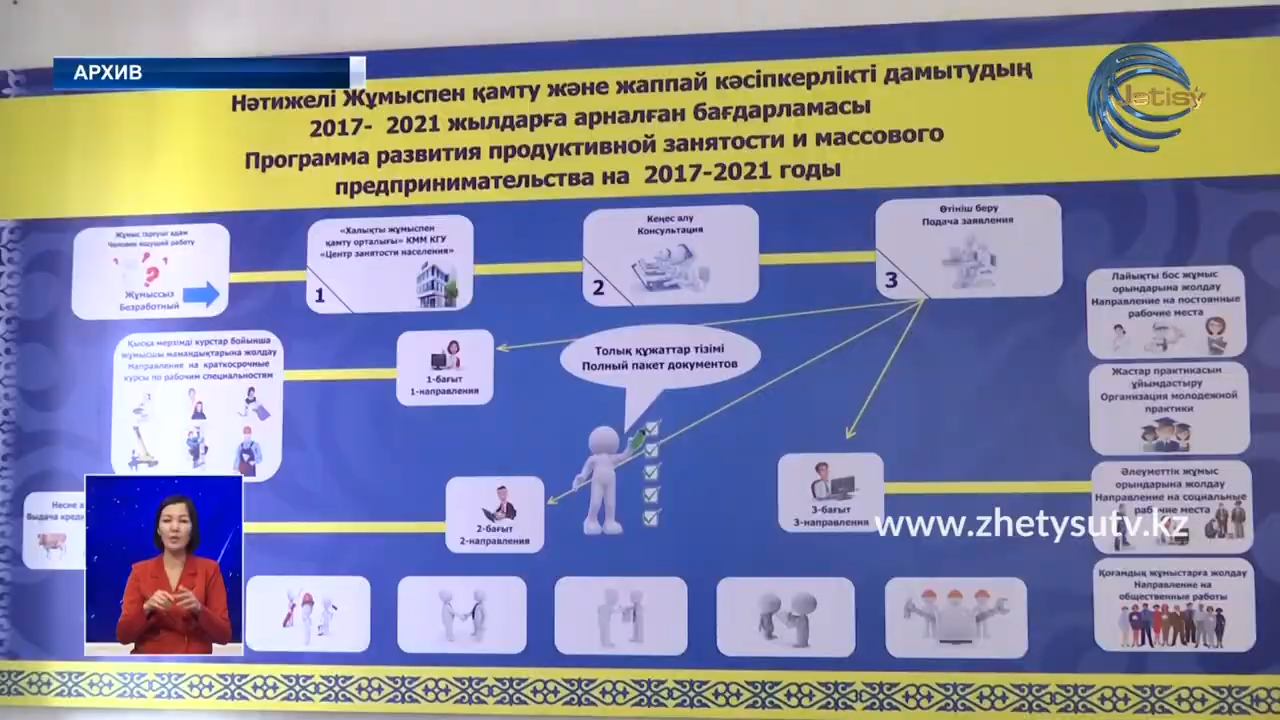 АРХИВ
Jetisy
Нәтижелі Жұмыспен қамту және жаппай кәсіпкерлікті дамытудың
2017- 2021 жылдарға арналған бағдарламасы
Программа развития продуктивной занятости и массового
предпринимательства на 2017-2021 годы
Жұмыс іздеуші адам
Человек ищущий работу
Жұмыссыз
Безработный
«Халықты жұмыспен
қамту орталығы» КММ КГУ
«Центр занятости населения»
1
Кеңес алу
Консультация
2
Өтініш беру
Подача заявления
3
Лайықты бос жұмыс
орындарына жолдау
Направление на постоянные
рабочие места
Қысқа мерзімді курстар бойынша
жұмысшы мамандықтарына жолдау
Направление на краткосрочные
курсы по рабочим специальностям
1-бағыт
1-направления
Толық құжаттар тізімі
Полный пакет документов
Жастар практикасын
ұйымдастыру
Организация молодежной
практики
Несие а
Выдача кред
2-бағыт
2-направления
3-бағыт
3-направления
Әлеуметтік жұмыс
орындарына жолдау
Направление на социальные
рабочие места
www.zhetysutv.kz
Қоғамдық жұмыстарға жолдау
Направление на
общественные работы